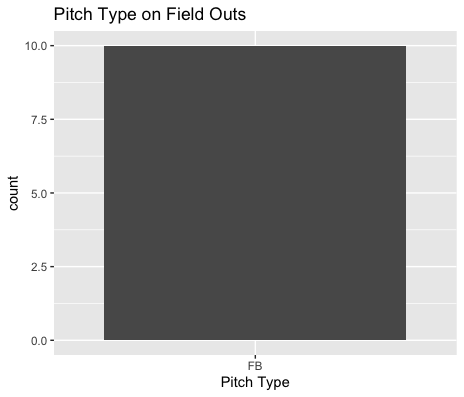 Pitch Type on Field Outs
10.0
7.5
5.0
2.5
0.0
count
FB
Pitch Type